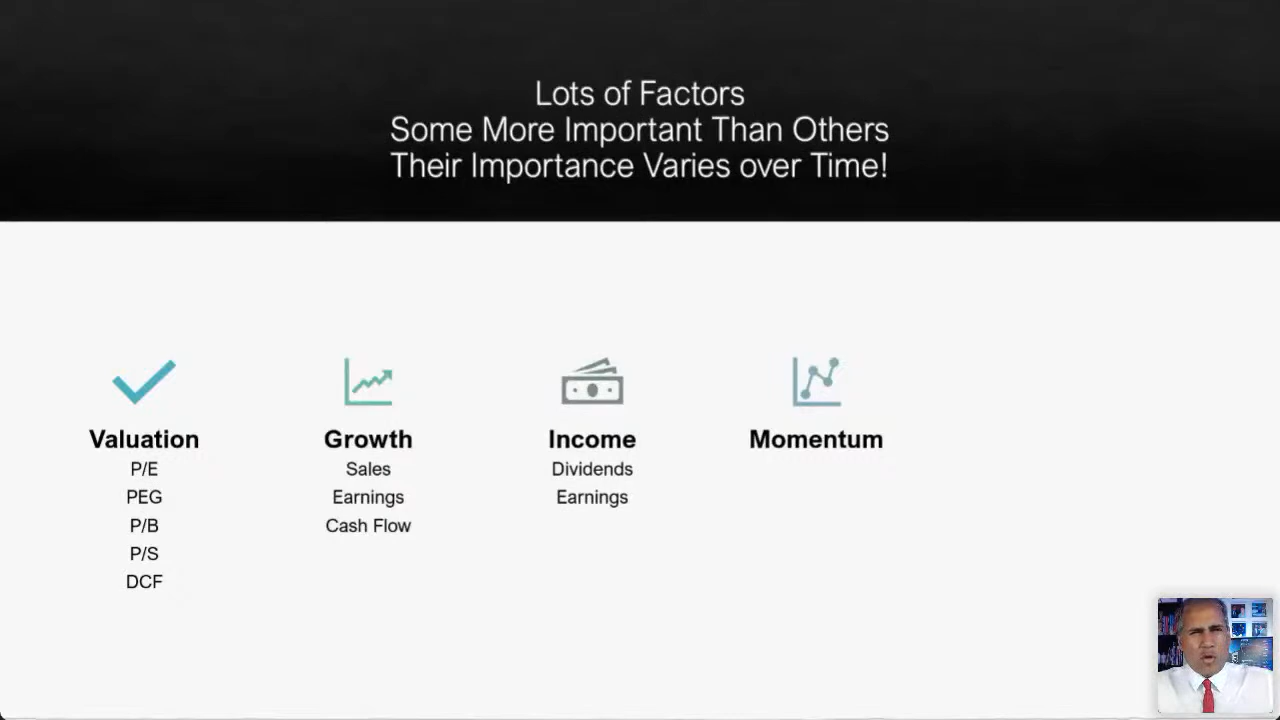 Lots of Factors
Some More Important Than Others
Their Importance Varies over Time!
Valuation
P/E
PEG
P/B
P/S
DCF
Growth
Sales
Earnings
Cash Flow
Income
Dividends
Earnings
Momentum